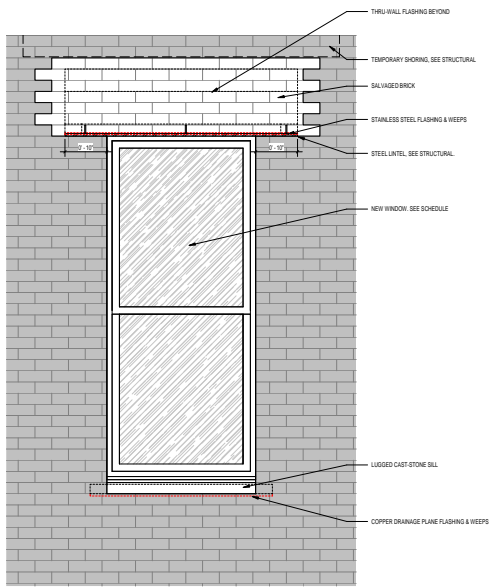 THRU-WALL FLASHING BEYOND
TEMPORARY SHORING, SEE STRUCTURAL
SALVAGED BRICK
STAINLESS STEEL FLASHING & WEEPS
0' - 10"
0' - 10"
STEEL LINTEL, SEE STRUCTURAL.
NEW WINDOW. SEE SCHEDULE
LUGGED CAST-STONE SILL
COPPER DRAINAGE PLANE FLASHING & WEEPS